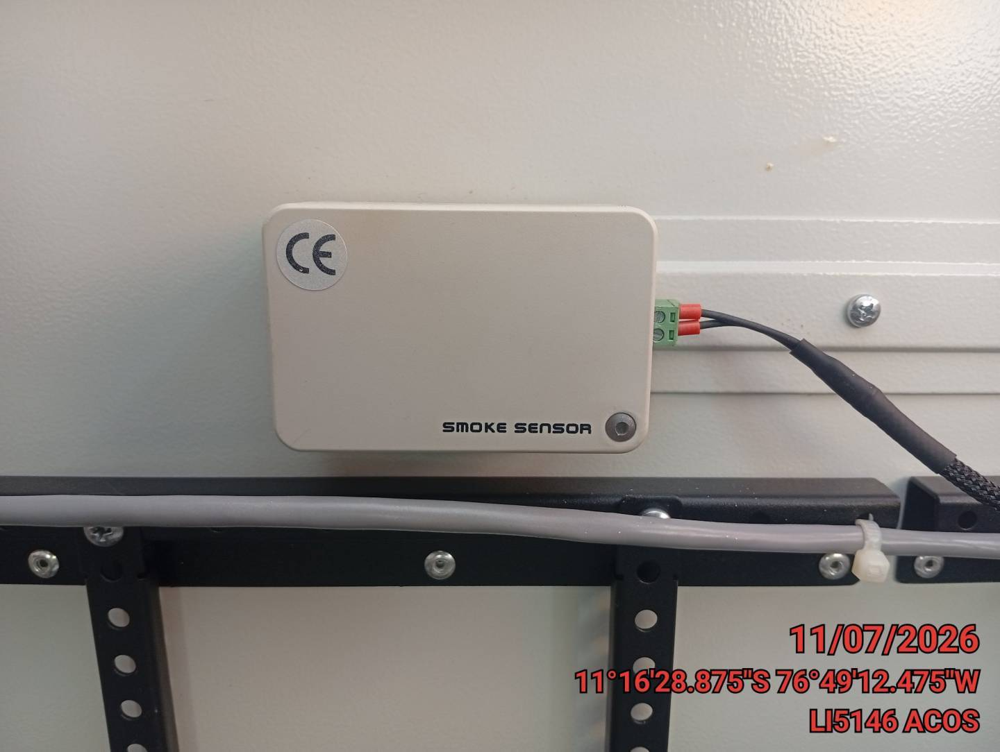 CE
SMOKE SENSOR
11/07/2026
11°16'28.875"S 76°49'12.475"W
LI5146 ACOS